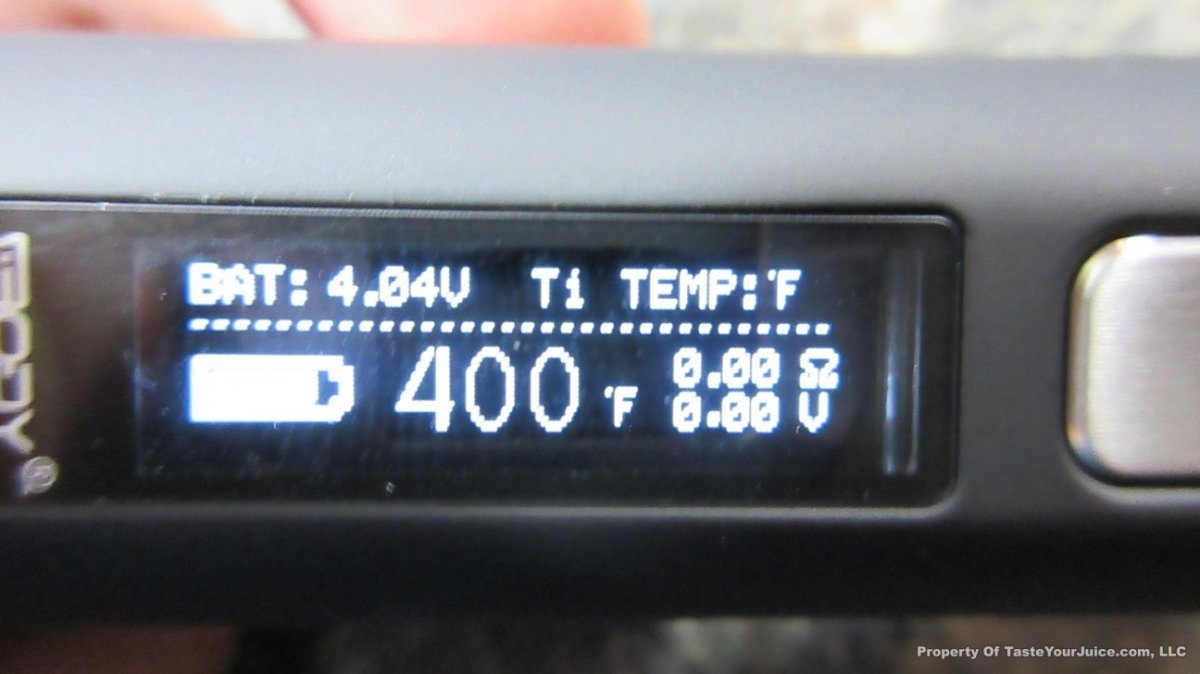 BAT: 4.04V Ti TEMP:°F
400 °F
0.00 Ω
0.00 V
®
Property Of TasteYourJuice.com, LLC